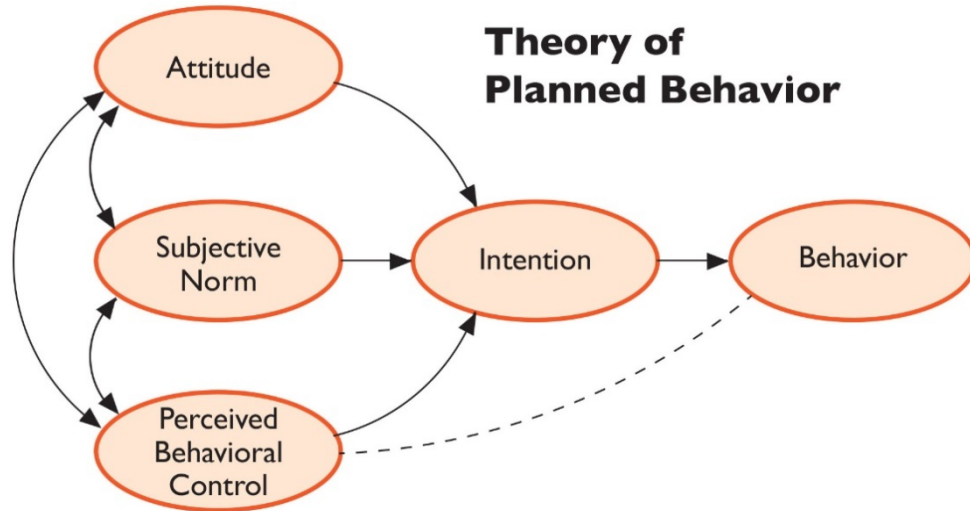 Theory of
Planned Behavior
Attitude
Subjective
Norm
Intention
Behavior
Perceived
Behavioral
Control